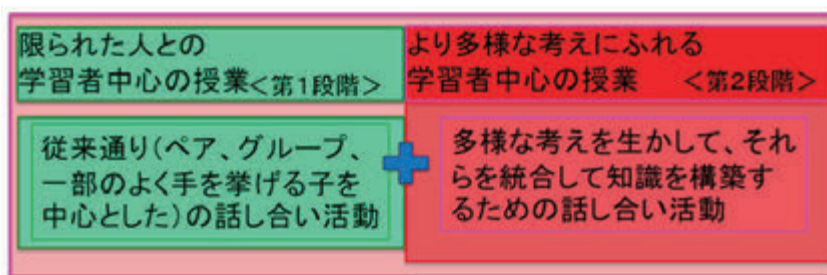 限られた人との
学習者中心の授業<第1段階>
より多様な考えにふれる
学習者中心の授業 <第2段階>
従来通り(ペア、グループ、
一部のよく手を挙げる子を
中心とした)の話し合い活動
多様な考えを生かして、それ
らを統合して知識を構築す
るための話し合い活動